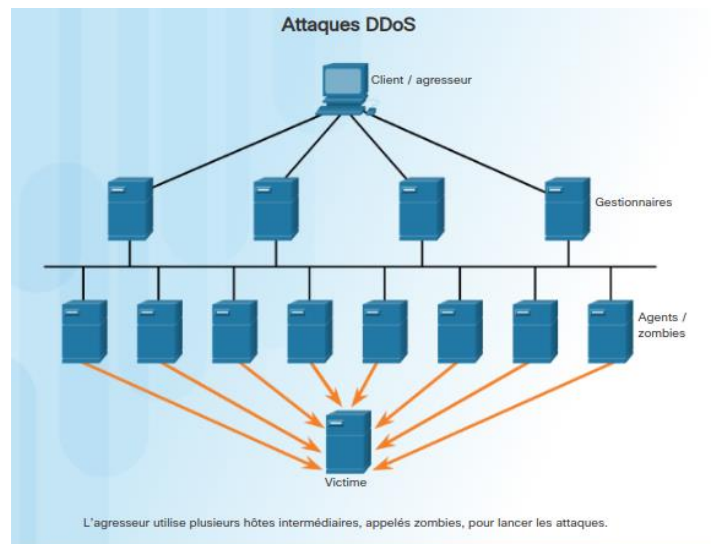 Attaques DDoS
Client / agresseur
Gestionnaires
Agents /
zombies
Victime
L'agresseur utilise plusieurs hôtes intermédiaires, appelés zombies, pour lancer les attaques.